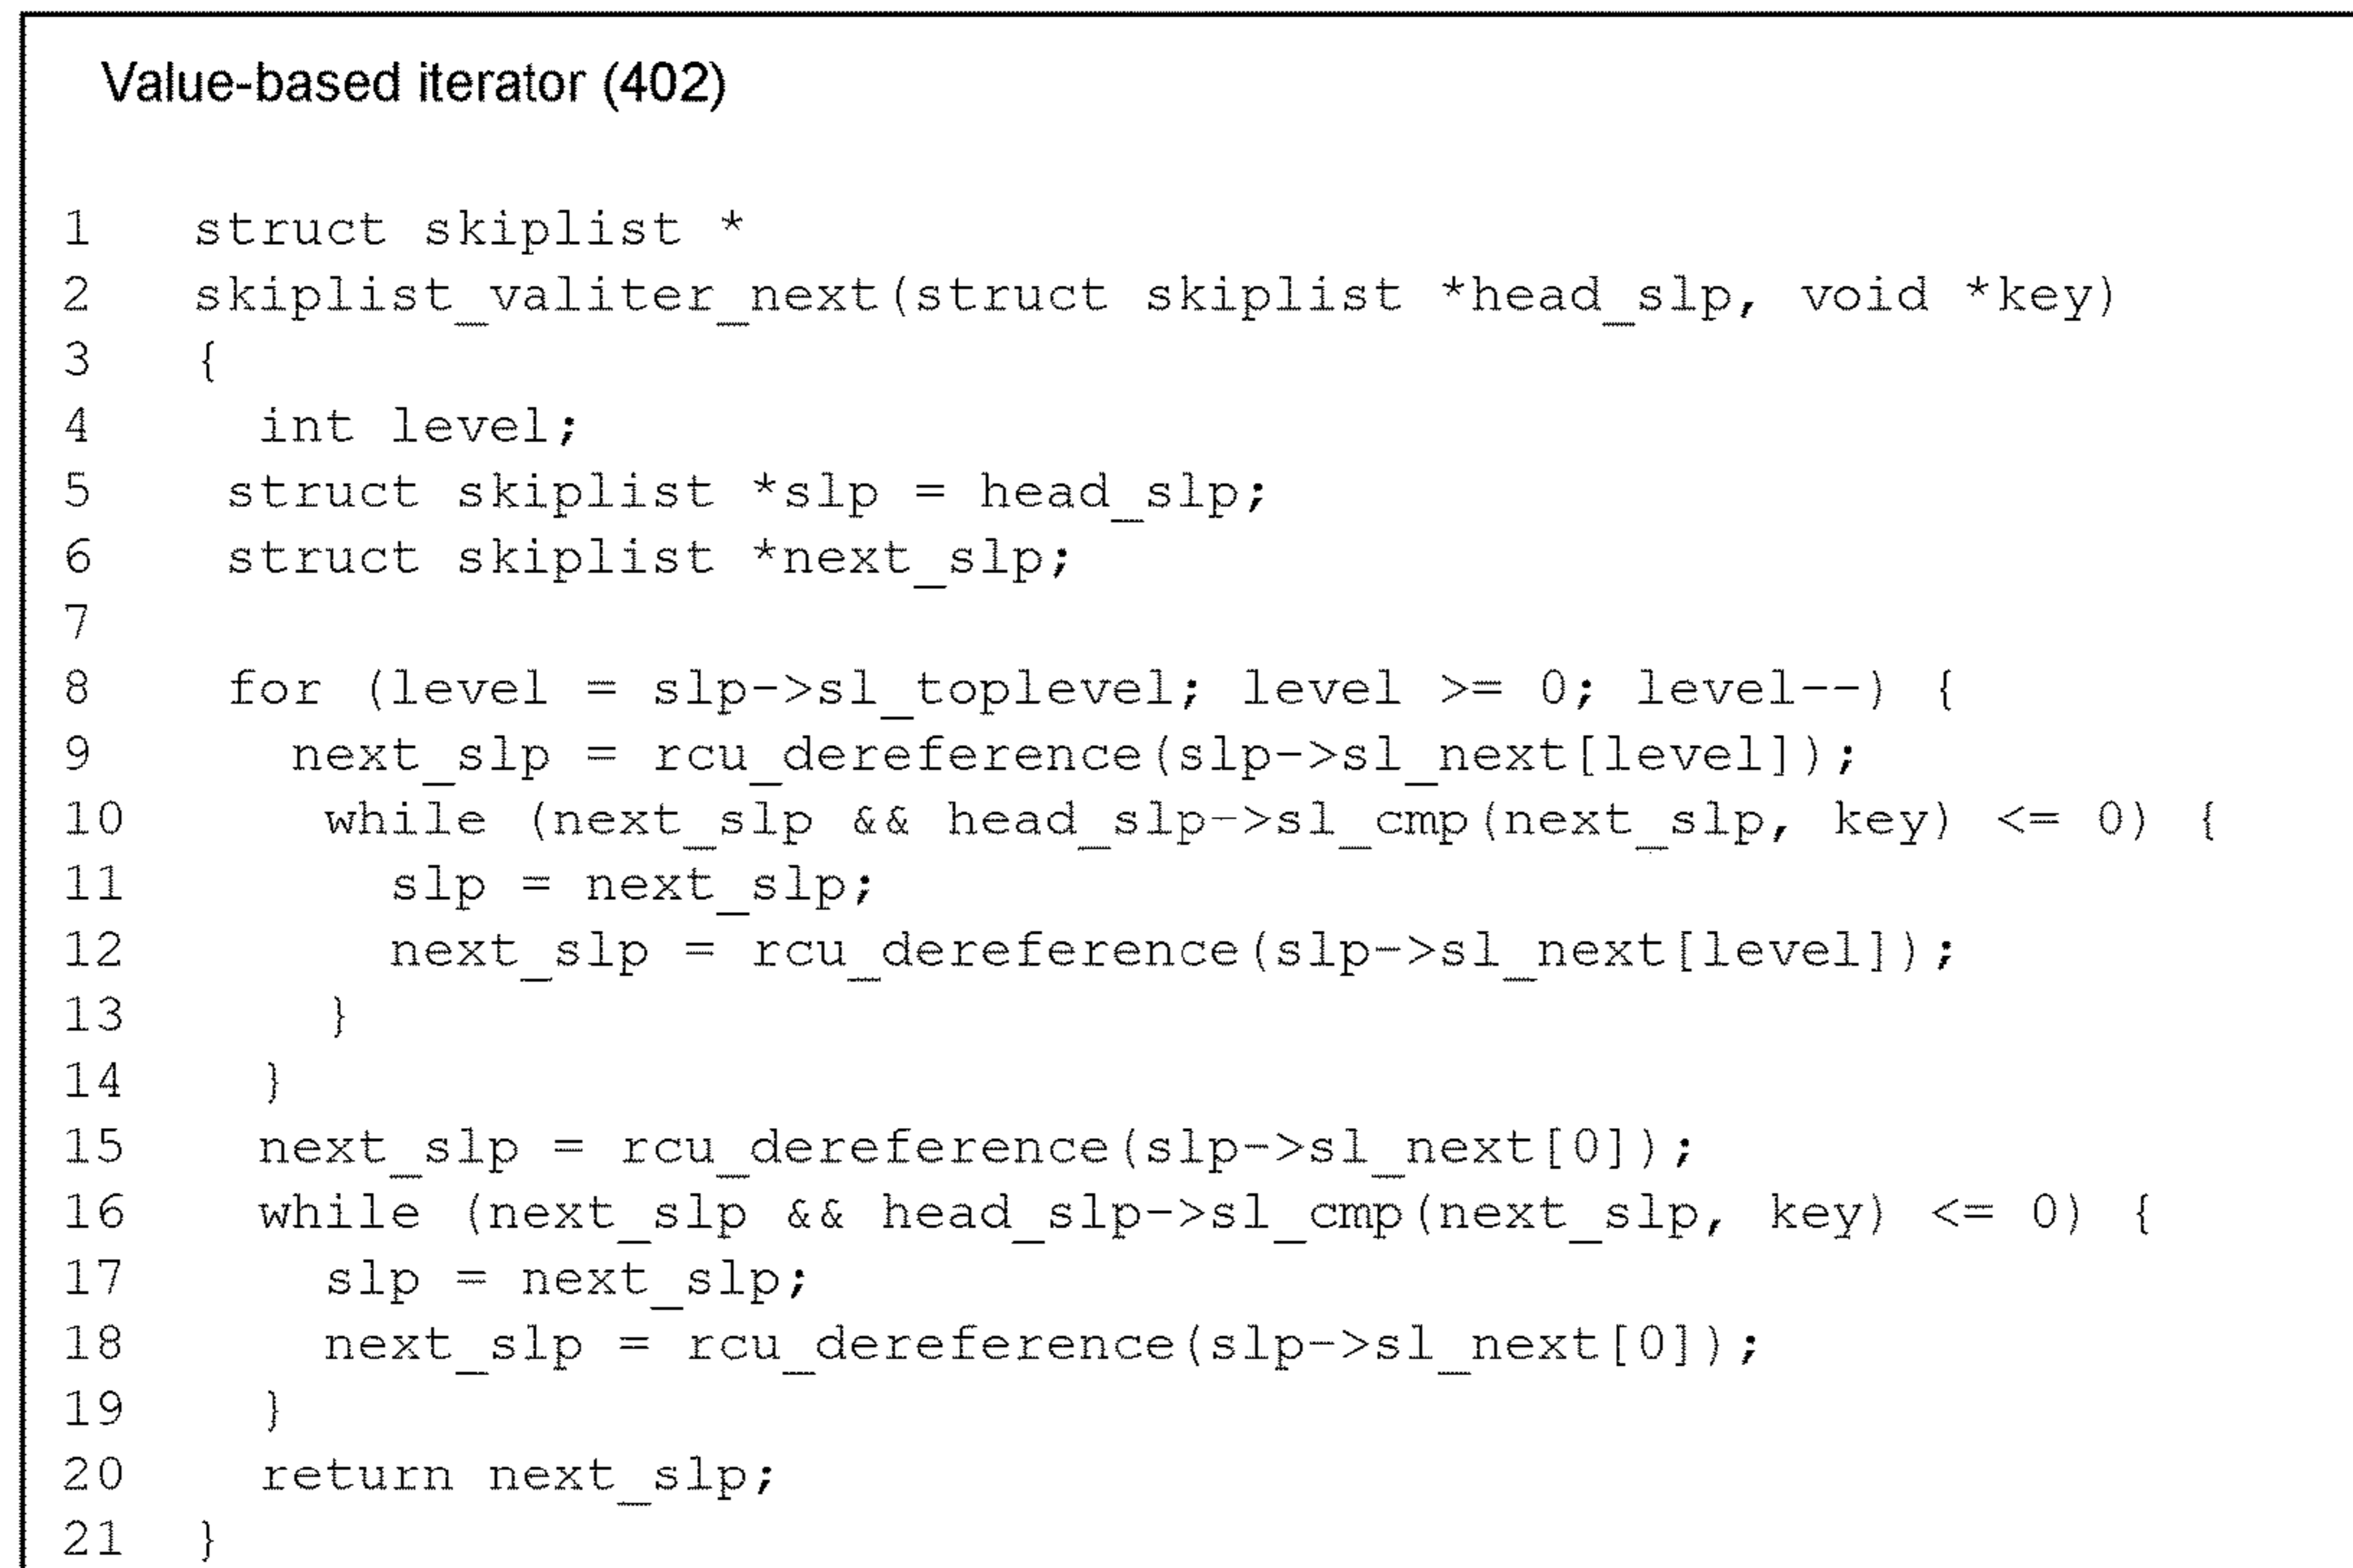 Value-based iterator (402)
1 struct skiplist *
2 skiplist_valiter_next(struct skiplist *head_slp, void *key)
3 {
4 int level;
5 struct skiplist *slp = head_slp;
6 struct skiplist *next_slp;
7
8 for (level = slp->sl_toplevel; level >= 0; level--) {
9 next_slp = rcu_dereference(slp->sl_next[level]);
10 while (next_slp && head_slp->sl_cmp(next_slp, key) <= 0) {
11 slp = next_slp;
12 next_slp = rcu_dereference(slp->sl_next[level]);
13 }
14 }
15 next_slp = rcu_dereference(slp->sl_next[0]);
16 while (next_slp && head_slp->sl_cmp(next_slp, key) <= 0) {
17 slp = next_slp;
18 next_slp = rcu_dereference(slp->sl_next[0]);
19 }
20 return next_slp;
21 }